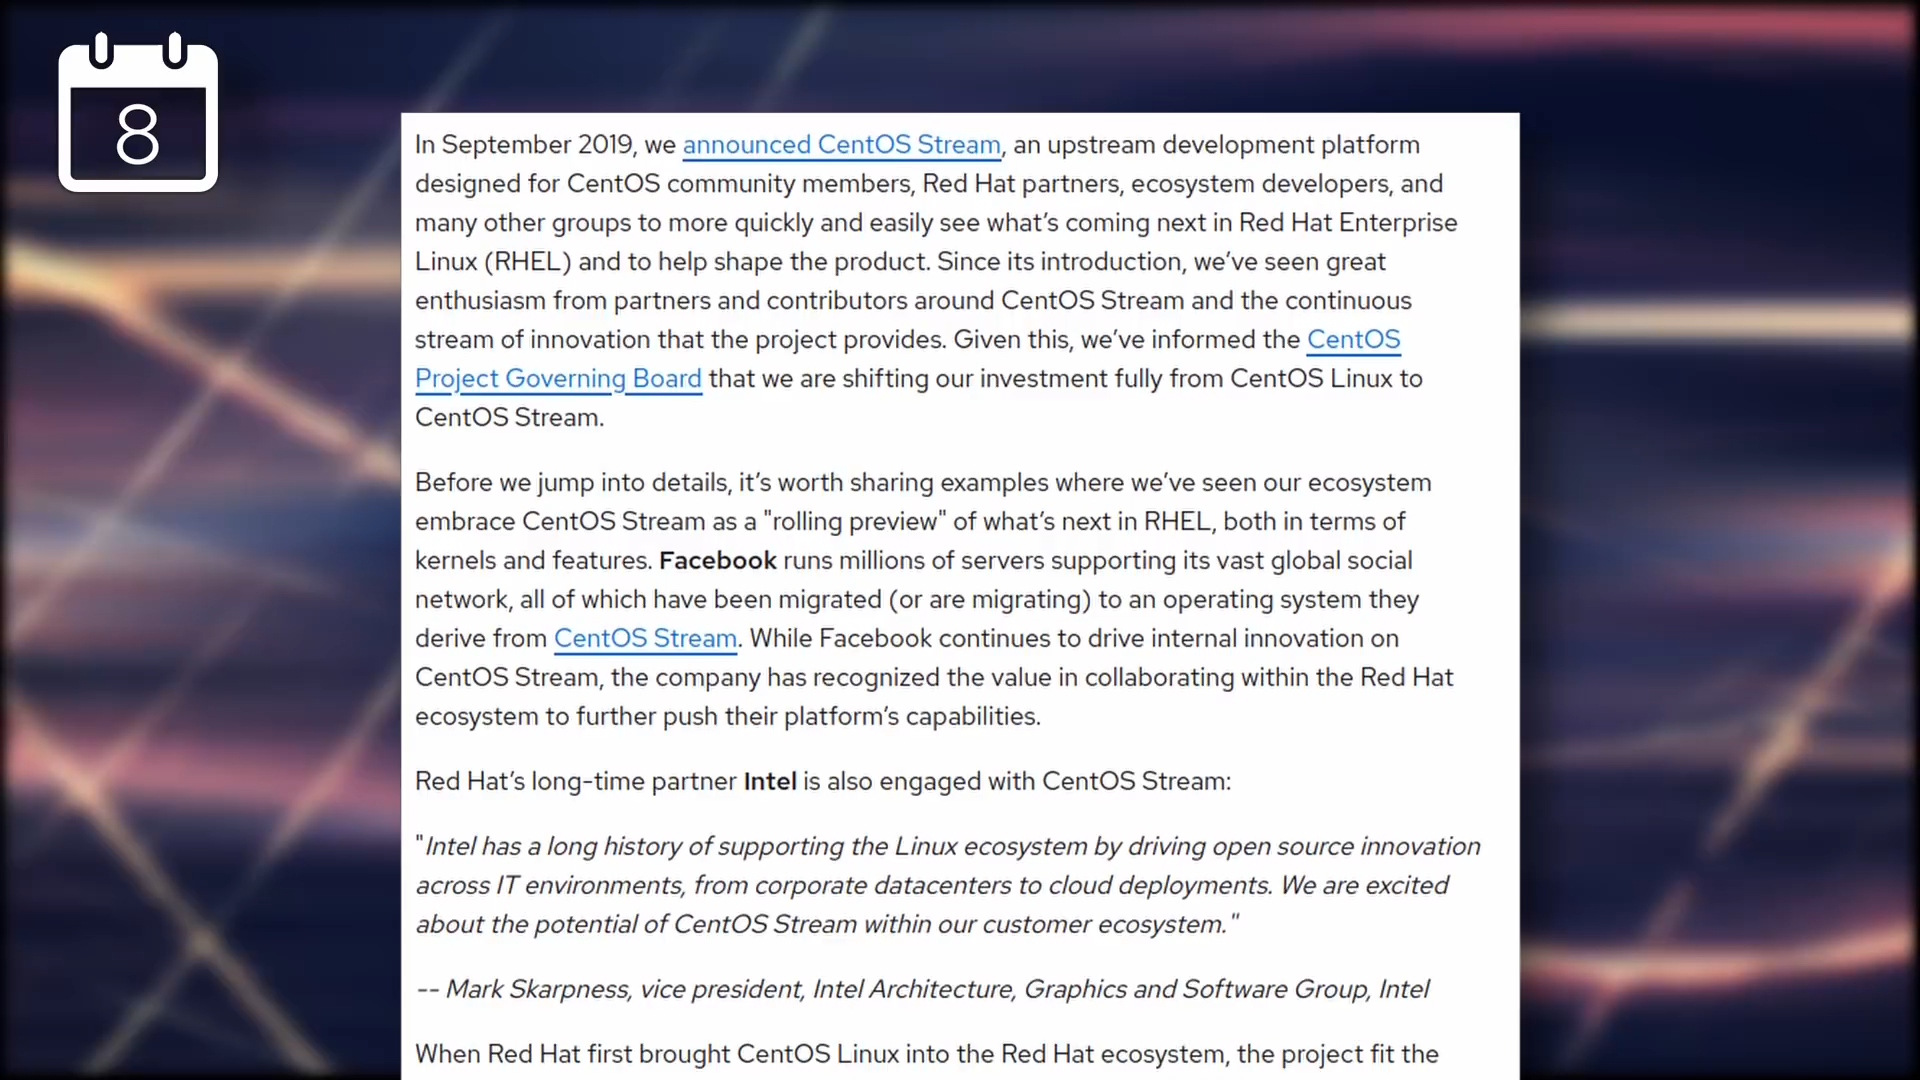 8
In September 2019, we announced CentOS Stream, an upstream development platform
designed for CentOS community members, Red Hat partners, ecosystem developers, and
many other groups to more quickly and easily see what’s coming next in Red Hat Enterprise
Linux (RHEL) and to help shape the product. Since its introduction, we’ve seen great
enthusiasm from partners and contributors around CentOS Stream and the continuous
stream of innovation that the project provides. Given this, we’ve informed the CentOS
Project Governing Board that we are shifting our investment fully from CentOS Linux to
CentOS Stream.
Before we jump into details, it’s worth sharing examples where we’ve seen our ecosystem
embrace CentOS Stream as a "rolling preview" of what’s next in RHEL, both in terms of
kernels and features. Facebook runs millions of servers supporting its vast global social
network, all of which have been migrated (or are migrating) to an operating system they
derive from CentOS Stream. While Facebook continues to drive internal innovation on
CentOS Stream, the company has recognized the value in collaborating within the Red Hat
ecosystem to further push their platform’s capabilities.
Red Hat’s long-time partner Intel is also engaged with CentOS Stream:
"Intel has a long history of supporting the Linux ecosystem by driving open source innovation
across IT environments, from corporate datacenters to cloud deployments. We are excited
about the potential of CentOS Stream within our customer ecosystem."
-- Mark Skarpness, vice president, Intel Architecture, Graphics and Software Group, Intel
When Red Hat first brought CentOS Linux into the Red Hat ecosystem, the project fit the